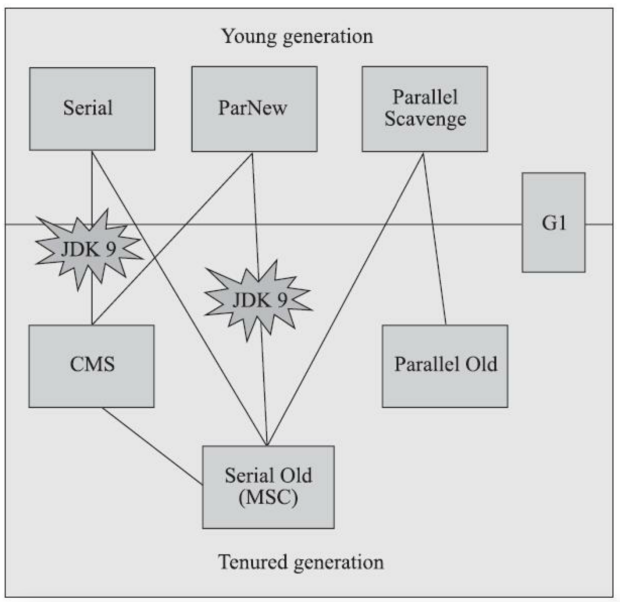 Young generation
Serial
ParNew
Parallel
Scavenge
G1
JDK 9
JDK 9
CMS
Parallel Old
Serial Old
(MSC)
Tenured generation